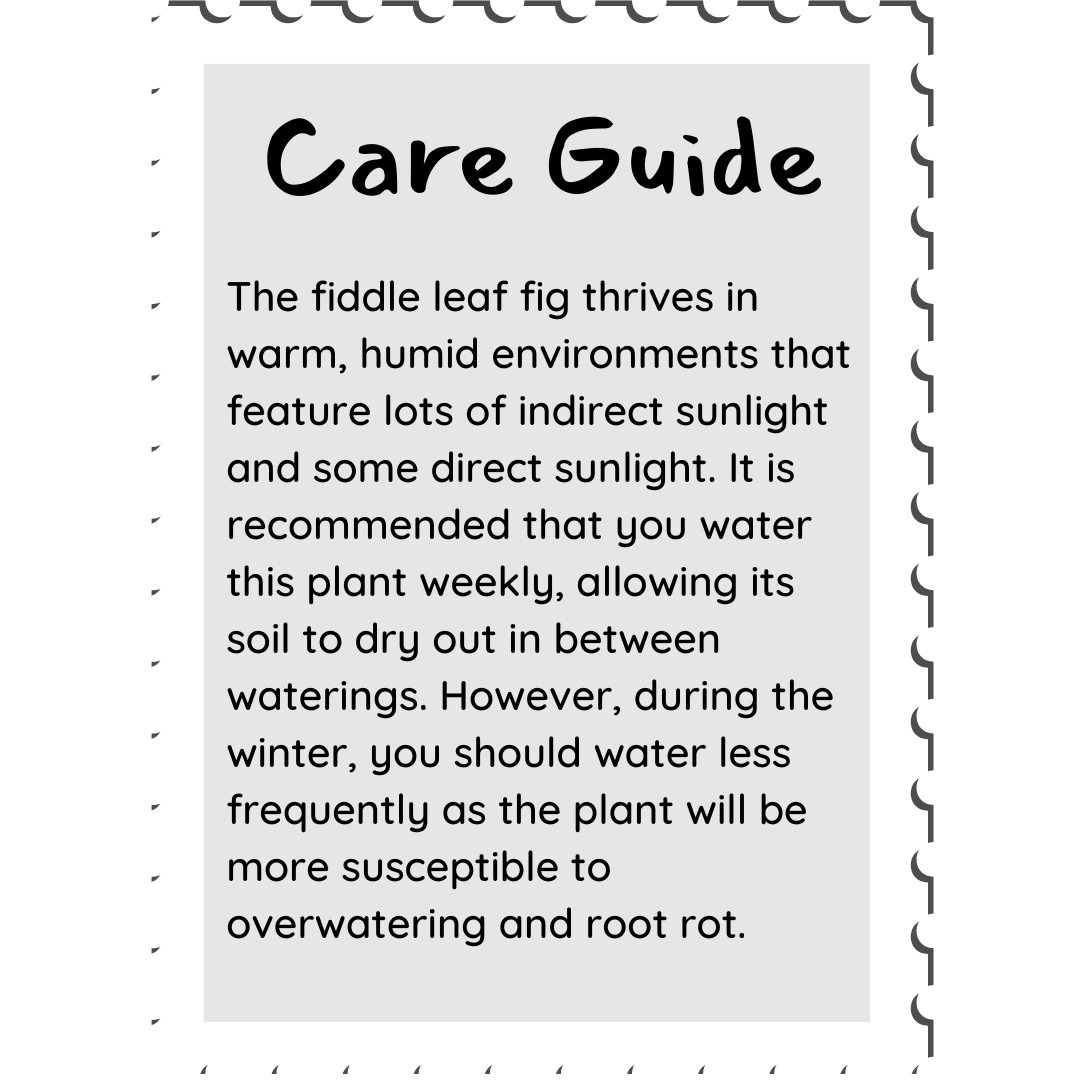 Care Guide
The fiddle leaf fig thrives in
warm, humid environments that
feature lots of indirect sunlight
and some direct sunlight. It is
recommended that you water
this plant weekly, allowing its
soil to dry out in between
waterings. However, during the
winter, you should water less
frequently as the plant will be
more susceptible to
overwatering and root rot.